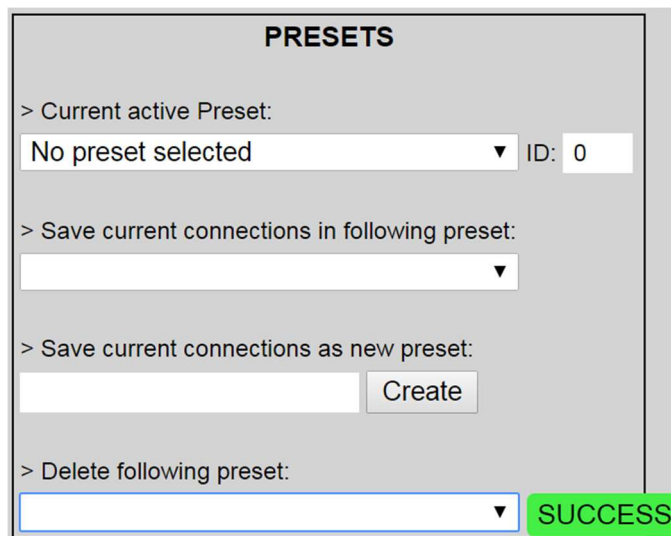 PRESETS
> Current active Preset:
No preset selected ▼ ID: 0
> Save current connections in following preset:
▼
> Save current connections as new preset:
Create
> Delete following preset:
▼ SUCCESS